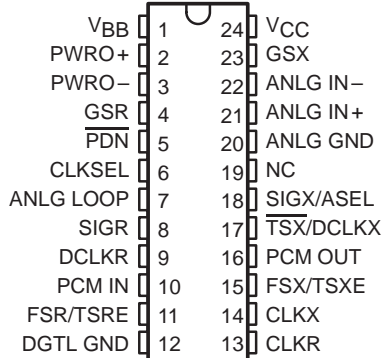 VBB 1 24 VCC
PWRO+ 2 23 GSX
PWRO− 3 22 ANLG IN−
GSR 4 21 ANLG IN+
PDN 5 20 ANLG GND
CLKSEL 6 19 NC
ANLG LOOP 7 18 SIGX/ASEL
SIGR 8 17 TSX/DCLKX
DCLKR 9 16 PCM OUT
PCM IN 10 15 FSX/TSXE
FSR/TSRE 11 14 CLKX
DGTL GND 12 13 CLKR